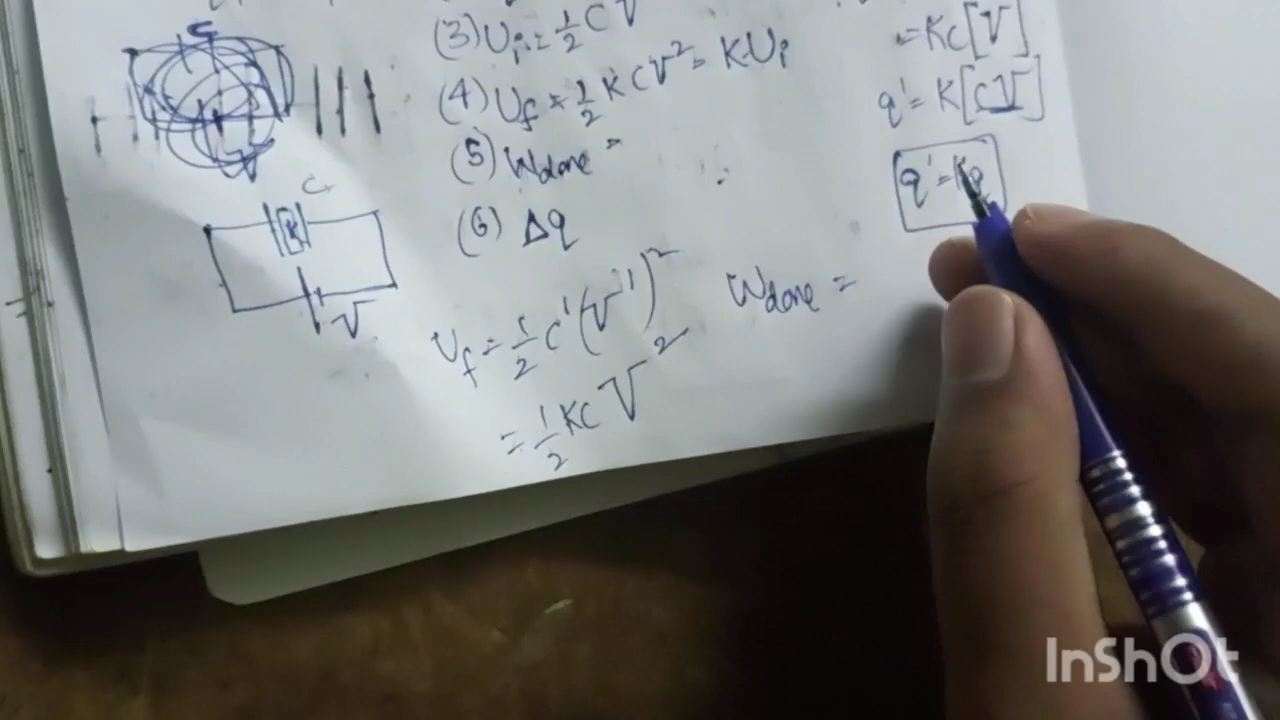 (3) Ui = 1/2 C V
(4) Uf = 1/2 KCV² = KUi
(5) Wdone =
(6) Δq
= KC[V]
q' = K[CV]
q' = Kq
C
K
V
Uf = 1/2 C'(V')²
= 1/2 KCV²
Wdone =
InShOt